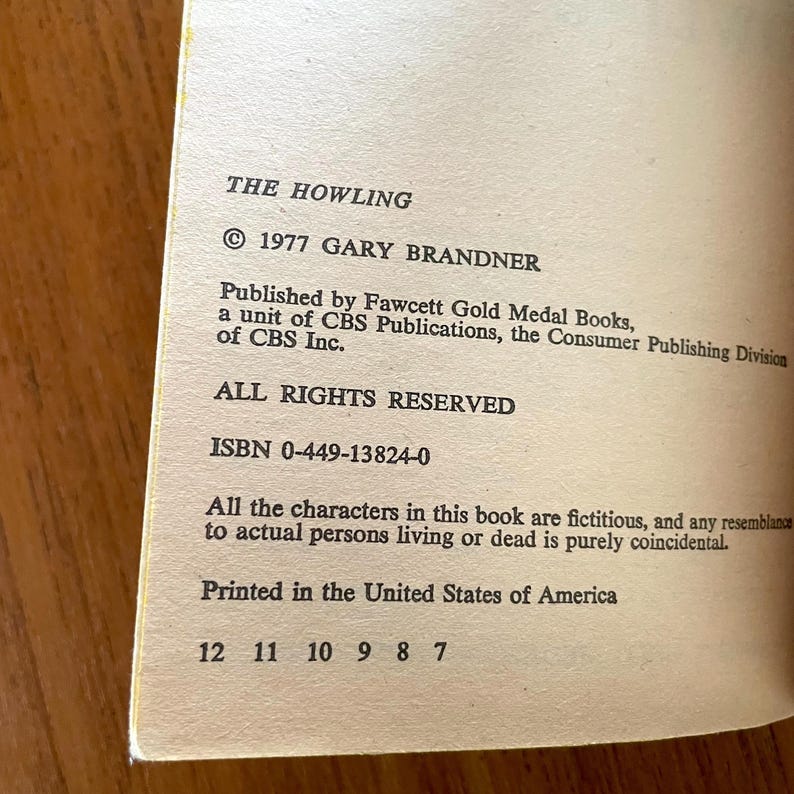 THE HOWLING
© 1977 GARY BRANDNER
Published by Fawcett Gold Medal Books,
a unit of CBS Publications, the Consumer Publishing Division
of CBS Inc.
ALL RIGHTS RESERVED
ISBN 0-449-13824-0
All the characters in this book are fictitious, and any resemblance
to actual persons living or dead is purely coincidental.
Printed in the United States of America
12 11 10 9 8 7